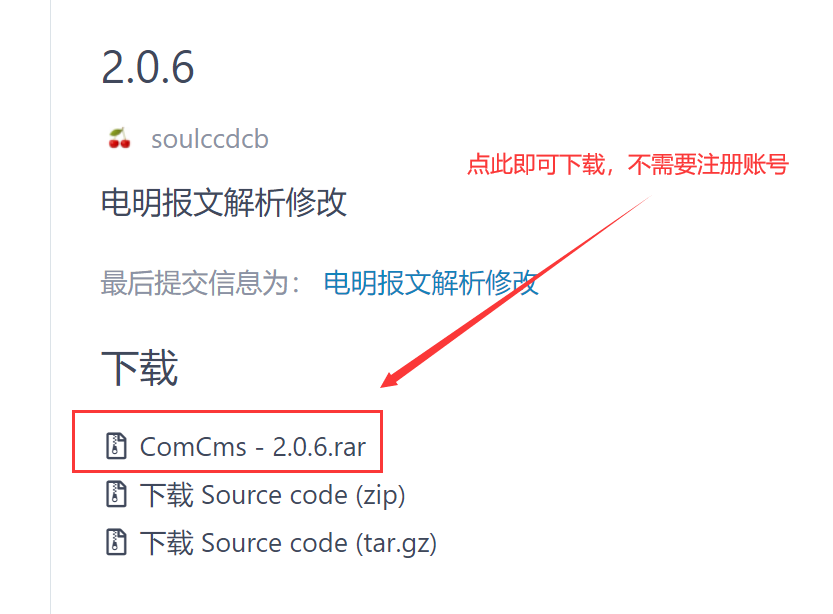 2.0.6
soulccdcb
点此即可下载，不需要注册账号
电明报文解析修改
最后提交信息为： 电明报文解析修改
下载
ComCms - 2.0.6.rar
下载 Source code (zip)
下载 Source code (tar.gz)